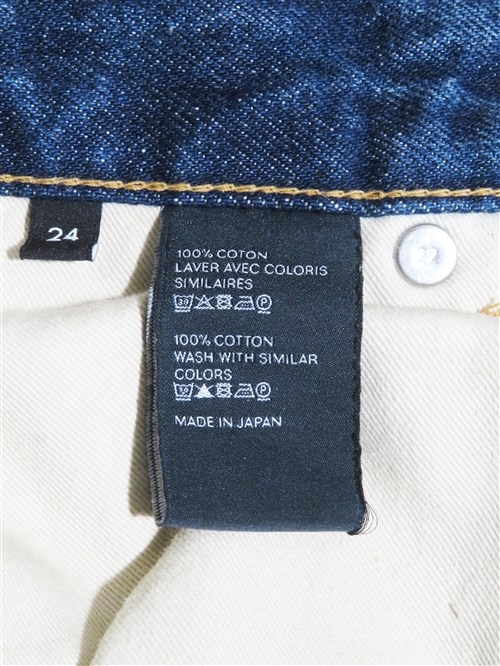 24
100% COTON
LAVER AVEC COLORIS
SIMILAIRES
100% COTTON
WASH WITH SIMILAR
COLORS
MADE IN JAPAN